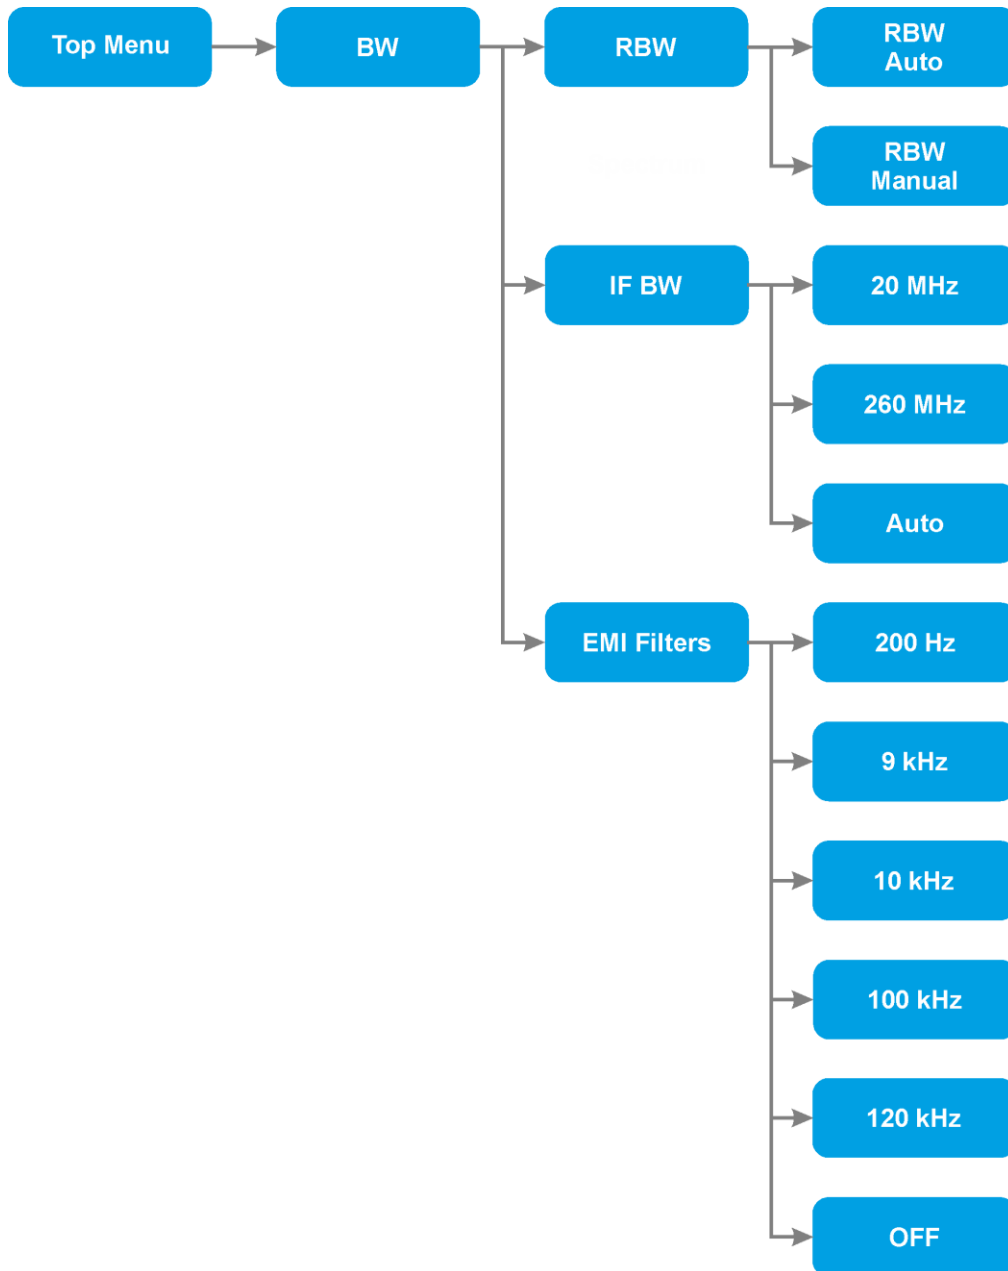 Top Menu
BW
RBW
RBW
Auto
RBW
Manual
IF BW
20 MHz
260 MHz
Auto
EMI Filters
200 Hz
9 kHz
10 kHz
100 kHz
120 kHz
OFF